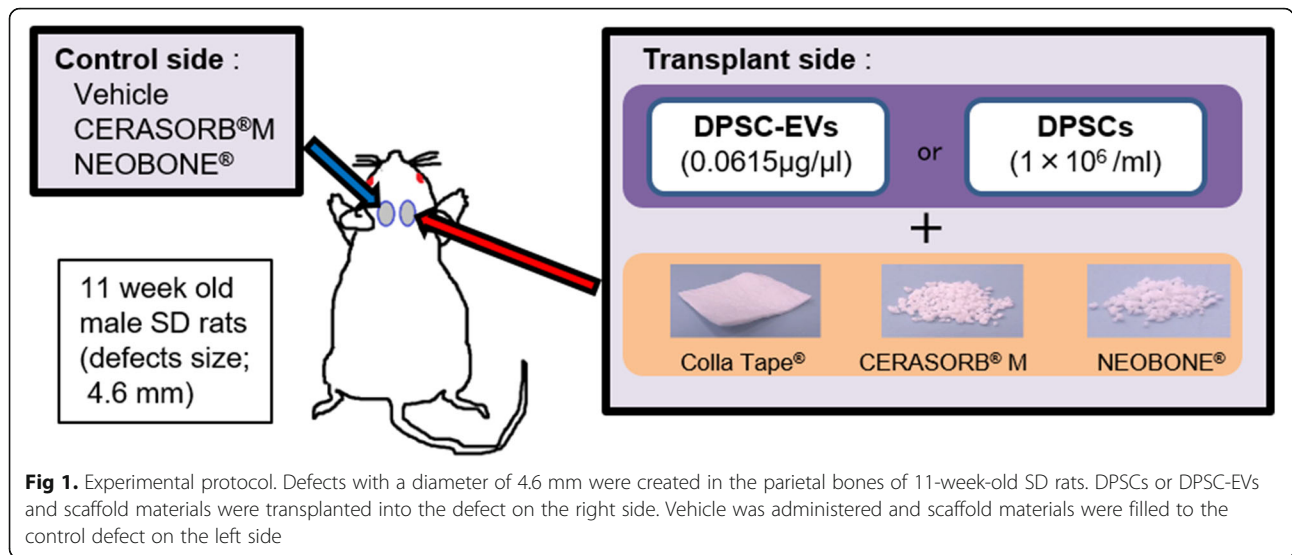 Control side :
Vehicle
CERASORB®M
NEOBONE®
11 week old
male SD rats
(defects size;
4.6 mm)
Transplant side :
DPSC-EVs
(0.0615μg/μl)
or
DPSCs
(1 × 10⁶ /ml)
+
Colla Tape®
CERASORB® M
NEOBONE®
Fig 1. Experimental protocol. Defects with a diameter of 4.6 mm were created in the parietal bones of 11-week-old SD rats. DPSCs or DPSC-EVs
and scaffold materials were transplanted into the defect on the right side. Vehicle was administered and scaffold materials were filled to the
control defect on the left side